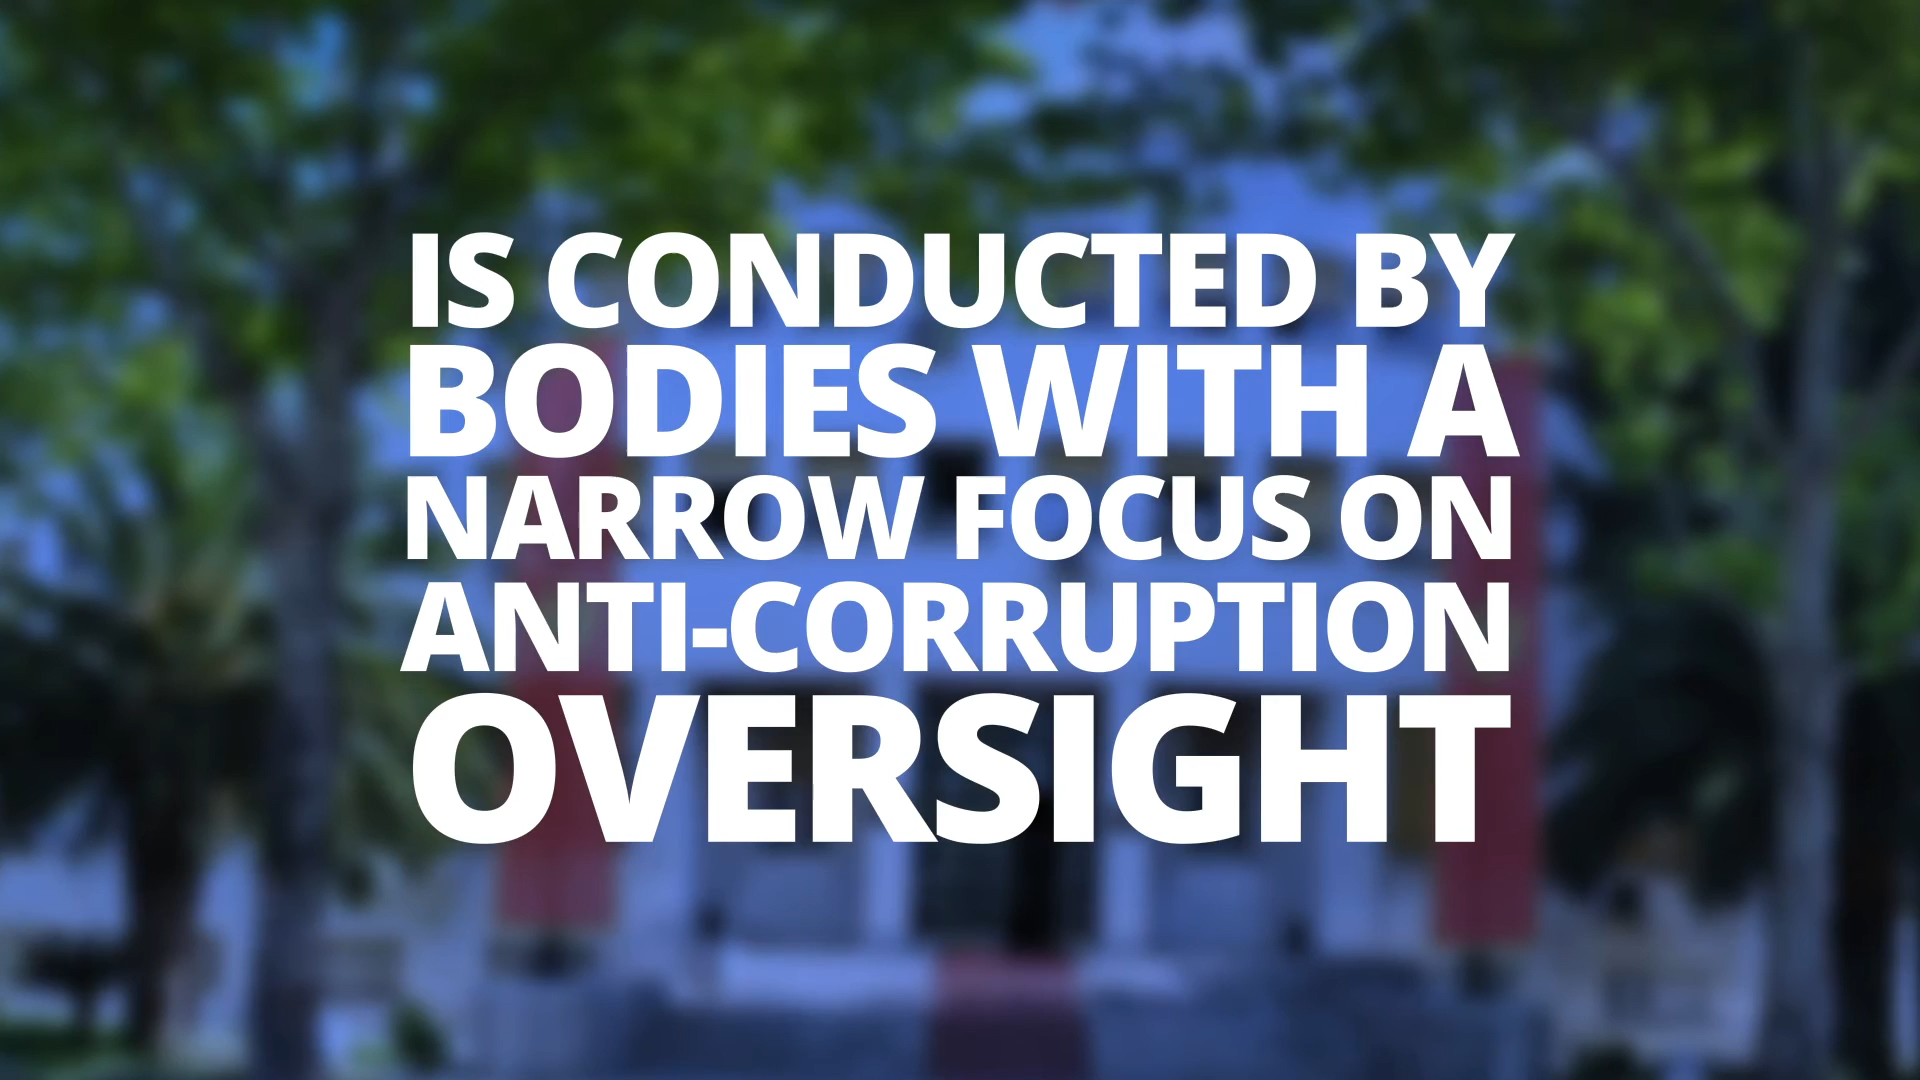 IS CONDUCTED BY
BODIES WITH A
NARROW FOCUS ON
ANTI-CORRUPTION
OVERSIGHT